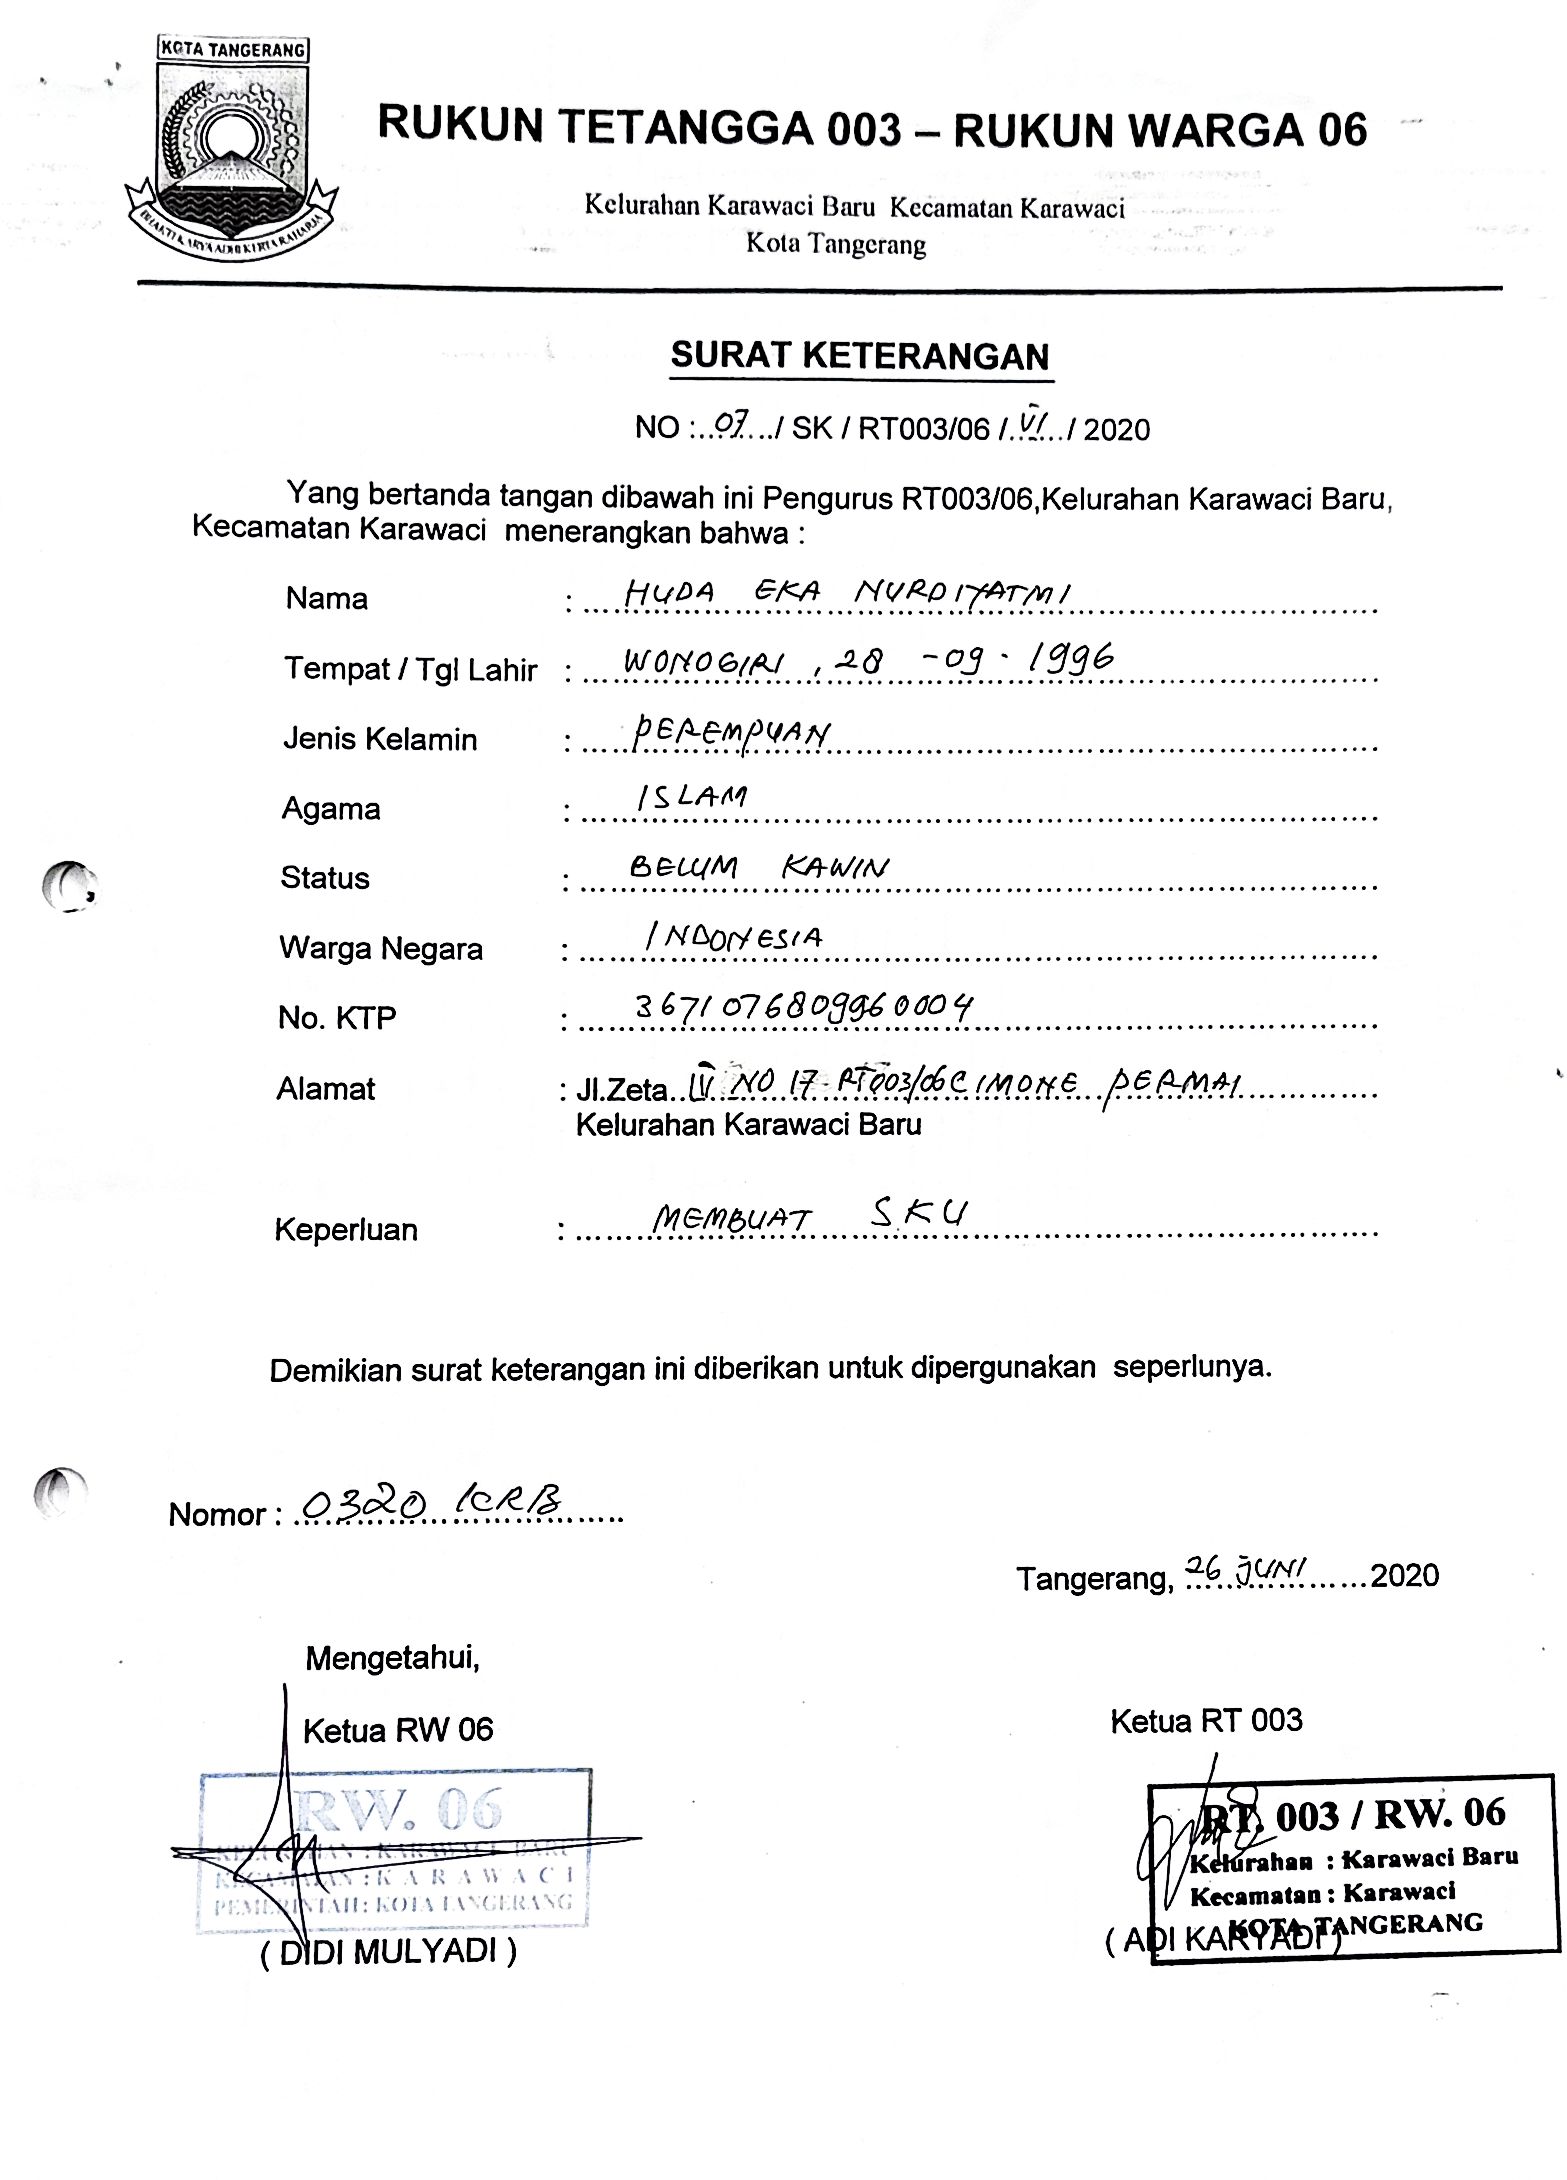 KOTA TANGERANG
RUKUN TETANGGA 003 – RUKUN WARGA 06
Kelurahan Karawaci Baru Kecamatan Karawaci
Kota Tangerang
SURAT KETERANGAN
NO :..07..../ SK / RT003/06 /.VI../ 2020
Yang bertanda tangan dibawah ini Pengurus RT003/06,Kelurahan Karawaci Baru,
Kecamatan Karawaci menerangkan bahwa :
Nama : HUDA EKA NURDIYATMI
Tempat / Tgl Lahir : WONOGIRI , 28 -09 - 1996
Jenis Kelamin : PEREMPUAN
Agama : ISLAM
Status : BELUM KAWIN
Warga Negara : INDONESIA
No. KTP : 3671076809960004
Alamat : Jl.Zeta..IV NO 17- RT003/06 CIMONE PERMAI
Kelurahan Karawaci Baru
Keperluan : MEMBUAT S.KU
Demikian surat keterangan ini diberikan untuk dipergunakan seperlunya.
Nomor : 0320 KRB
Tangerang, 26 JUNI 2020
Mengetahui,
Ketua RW 06
Ketua RT 003
RW. 06
KELURAHAN : KARAWACI BARU
KECAMATAN : KARAWACI
PEMERINTAH : KOTA TANGERANG
( DIDI MULYADI )
RT. 003 / RW. 06
Kelurahan : Karawaci Baru
Kecamatan : Karawaci
KOTA TANGERANG
( ADI KARYADI )